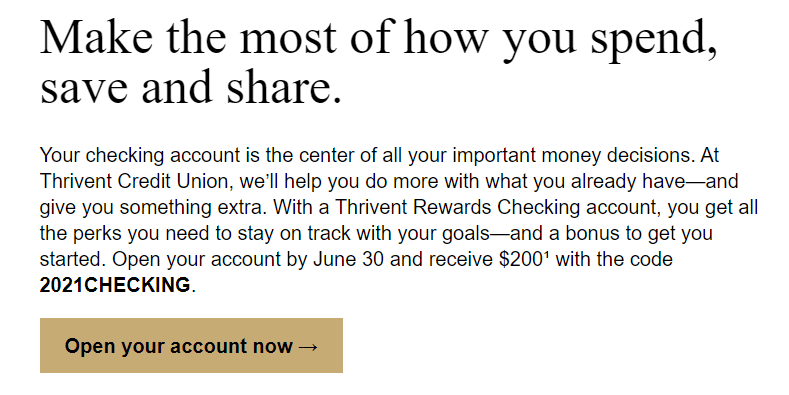 Make the most of how you spend,
save and share.
Your checking account is the center of all your important money decisions. At
Thrivent Credit Union, we’ll help you do more with what you already have—and
give you something extra. With a Thrivent Rewards Checking account, you get all
the perks you need to stay on track with your goals—and a bonus to get you
started. Open your account by June 30 and receive $200¹ with the code
2021CHECKING.
Open your account now →